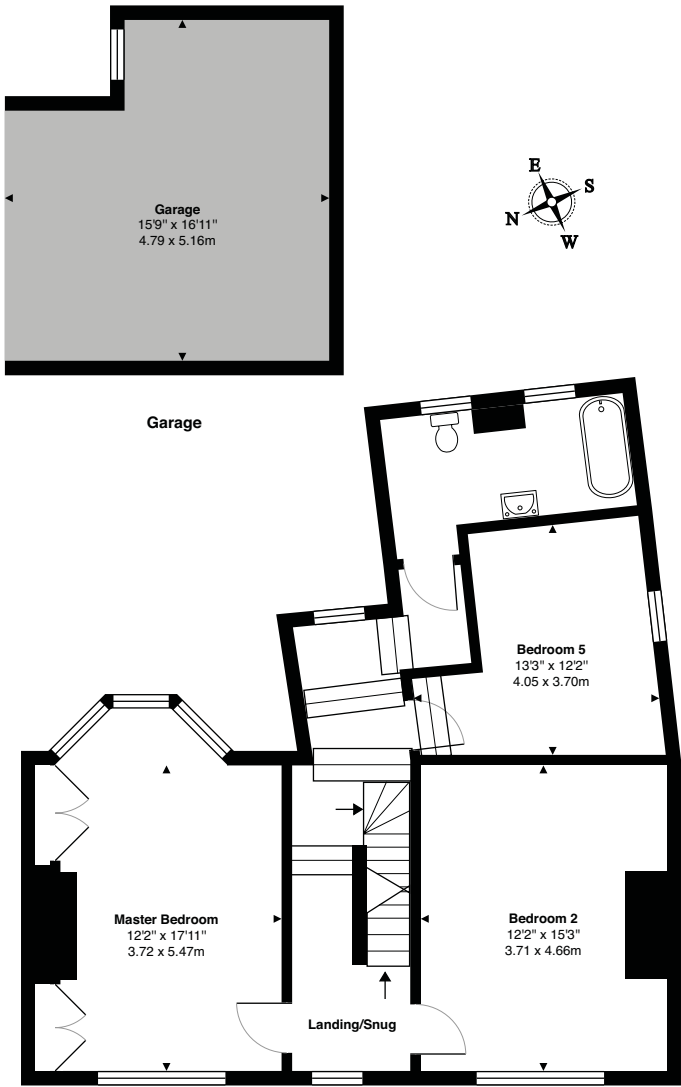 Garage
15'9" x 16'11"
4.79 x 5.16m
E
S
N
W
Garage
Bedroom 5
13'3" x 12'2"
4.05 x 3.70m
Master Bedroom
12'2" x 17'11"
3.72 x 5.47m
Bedroom 2
12'2" x 15'3"
3.71 x 4.66m
Landing/Snug